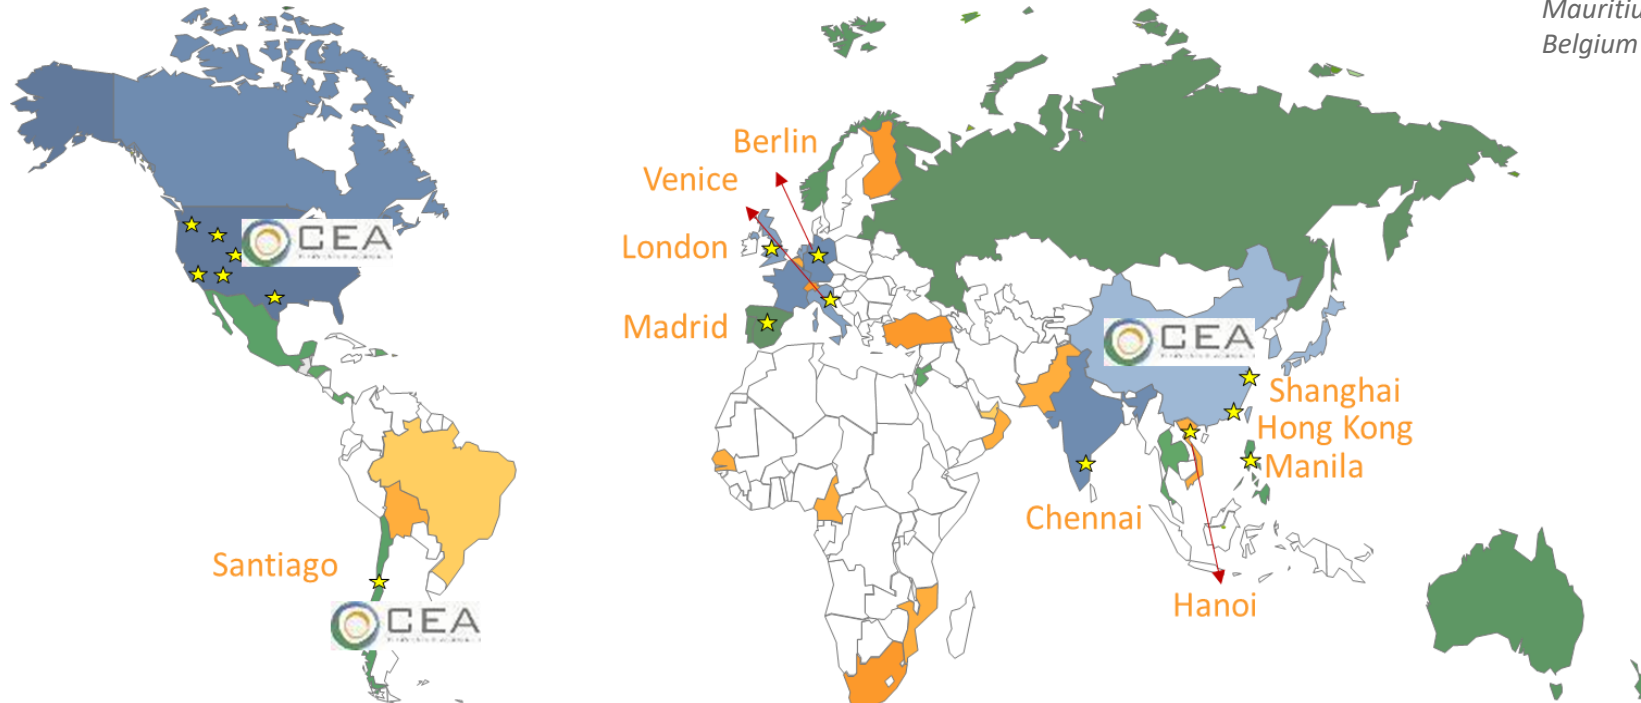 Mauritiu
Belgium
Berlin
Venice
London
Madrid
CEA
CEA
Shanghai
Hong Kong
Manila
Chennai
Hanoi
Santiago
CEA